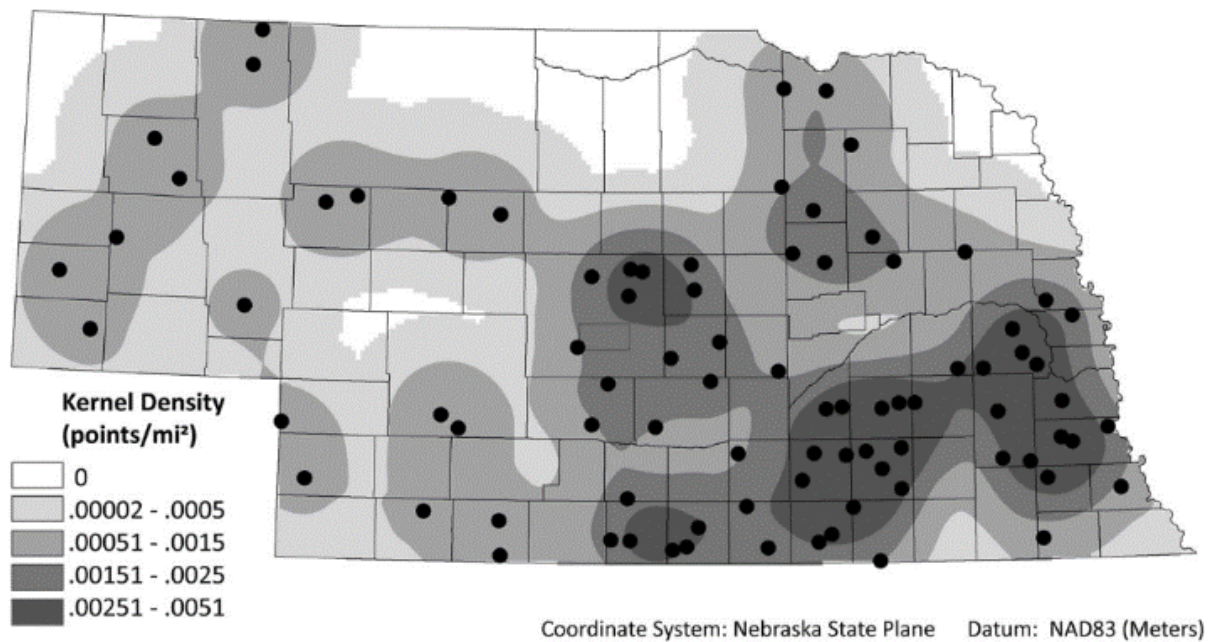 Kernel Density
(points/mi²)
0
.00002 - .0005
.00051 - .0015
.00151 - .0025
.00251 - .0051
Coordinate System: Nebraska State Plane Datum: NAD83 (Meters)